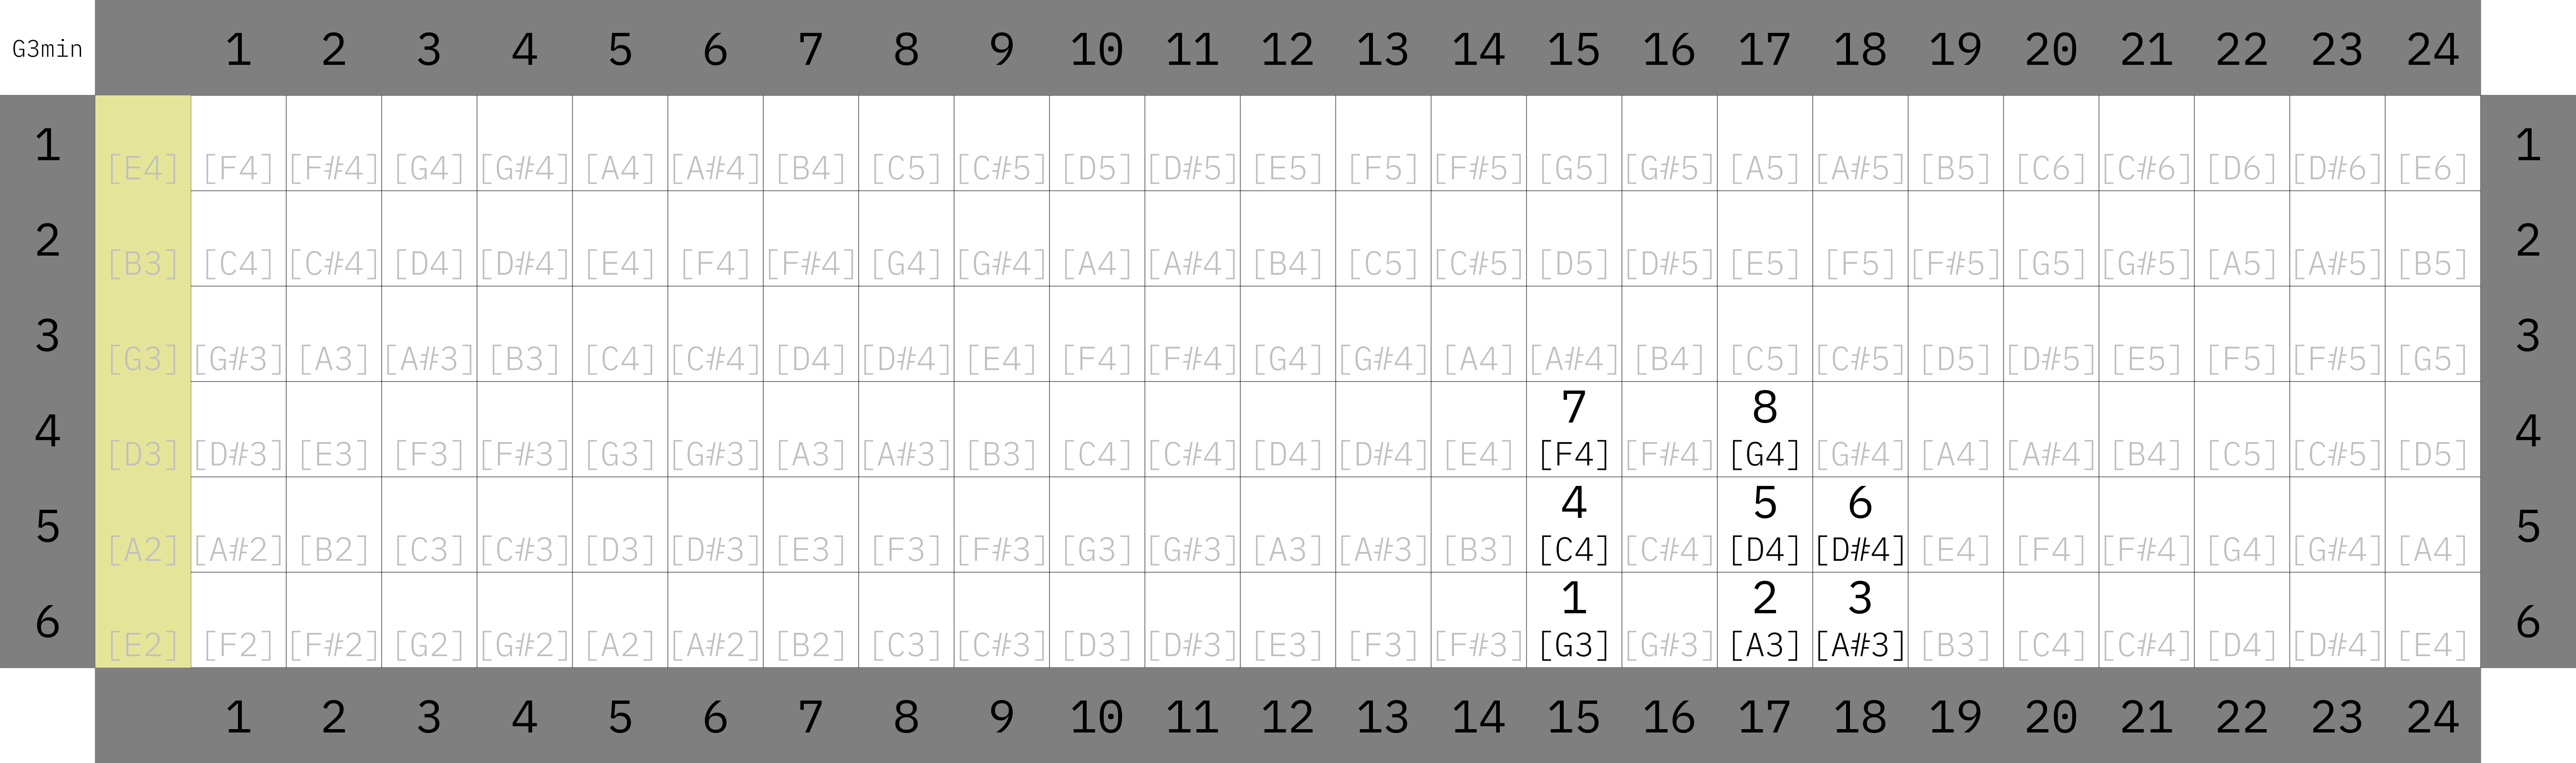 G3min 1 2 3 4 5 6 7 8 9 10 11 12 13 14 15 16 17 18 19 20 21 22 23 24
1 [E4] [F4] [F#4] [G4] [G#4] [A4] [A#4] [B4] [C5] [C#5] [D5] [D#5] [E5] [F5] [F#5] [G5] [G#5] [A5] [A#5] [B5] [C6] [C#6] [D6] [D#6] [E6] 1
2 [B3] [C4] [C#4] [D4] [D#4] [E4] [F4] [F#4] [G4] [G#4] [A4] [A#4] [B4] [C5] [C#5] [D5] [D#5] [E5] [F5] [F#5] [G5] [G#5] [A5] [A#5] [B5] 2
3 [G3] [G#3] [A3] [A#3] [B3] [C4] [C#4] [D4] [D#4] [E4] [F4] [F#4] [G4] [G#4] [A4] [A#4] [B4] [C5] [C#5] [D5] [D#5] [E5] [F5] [F#5] [G5] 3
7 8
4 [D3] [D#3] [E3] [F3] [F#3] [G3] [G#3] [A3] [A#3] [B3] [C4] [C#4] [D4] [D#4] [E4] [F4] [F#4] [G4] [G#4] [A4] [A#4] [B4] [C5] [C#5] [D5] 4
4 5 6
5 [A2] [A#2] [B2] [C3] [C#3] [D3] [D#3] [E3] [F3] [F#3] [G3] [G#3] [A3] [A#3] [B3] [C4] [C#4] [D4] [D#4] [E4] [F4] [F#4] [G4] [G#4] [A4] 5
1 2 3
6 [E2] [F2] [F#2] [G2] [G#2] [A2] [A#2] [B2] [C3] [C#3] [D3] [D#3] [E3] [F3] [F#3] [G3] [G#3] [A3] [A#3] [B3] [C4] [C#4] [D4] [D#4] [E4] 6
1 2 3 4 5 6 7 8 9 10 11 12 13 14 15 16 17 18 19 20 21 22 23 24